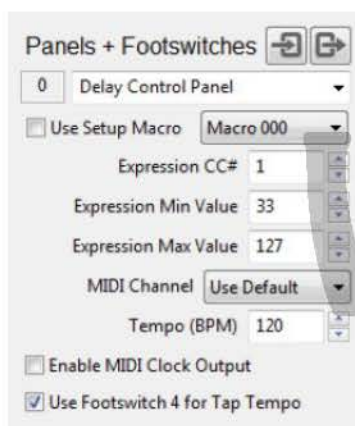 Panels + Footswitches
0 Delay Control Panel
Use Setup Macro Macro 000
Expression CC# 1
Expression Min Value 33
Expression Max Value 127
MIDI Channel Use Default
Tempo (BPM) 120
Enable MIDI Clock Output
Use Footswitch 4 for Tap Tempo